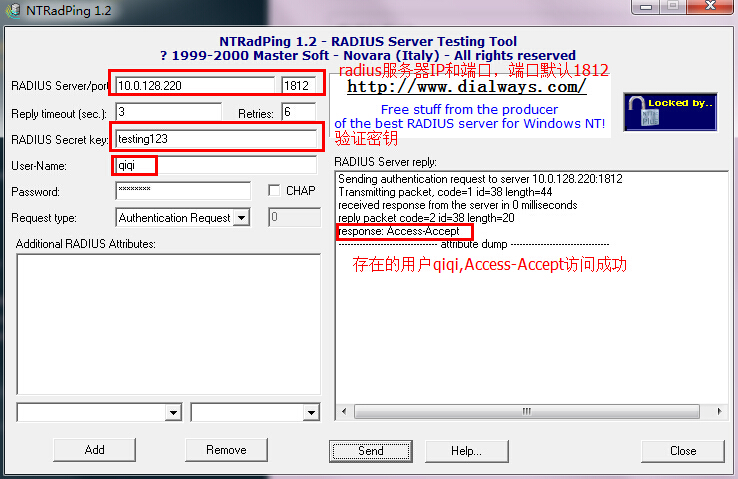 NTRadPing 1.2
NTRadPing 1.2 - RADIUS Server Testing Tool
? 1999-2000 Master Soft - Novara (Italy) - All rights reserved
RADIUS Server/port:
10.0.128.220
1812
radius服务器IP和端口，端口默认1812
http://www.dialways.com/
Reply timeout (sec.):
3
Retries:
6
Free stuff from the producer
of the best RADIUS server for Windows NT!
Locked by..
RADIUS Secret key:
testing123
验证密钥
User-Name:
qiqi
Password:
********
CHAP
Request type:
Authentication Request
0
Additional RADIUS Attributes:
RADIUS Server reply:
Sending authentication request to server 10.0.128.220:1812
Transmitting packet, code=1 id=38 length=44
received response from the server in 0 milliseconds
reply packet code=2 id=38 length=20
response: Access-Accept
--------------------------------- attribute dump ---------------------------------
存在的用户qiqi,Access-Accept访问成功
Add
Remove
Send
Help...
Close